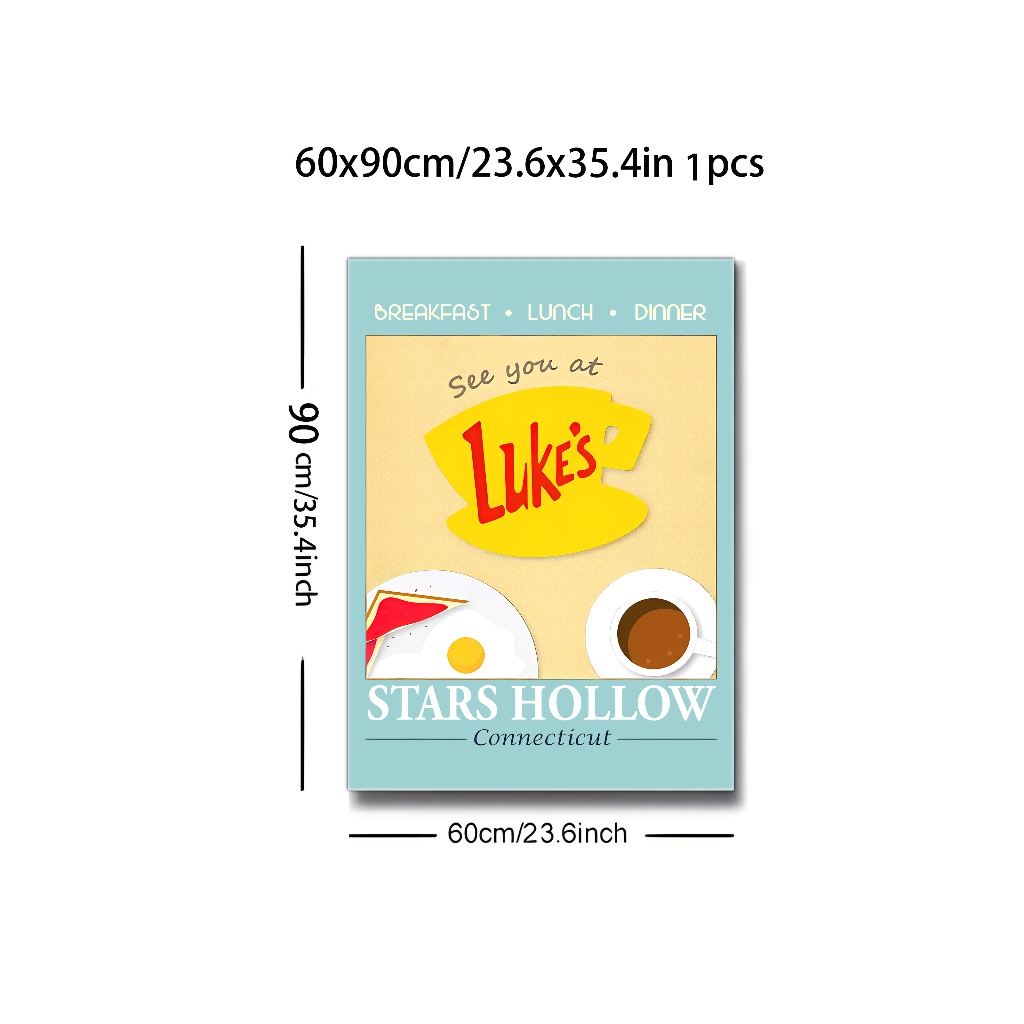 60x90cm/23.6x35.4in 1pcs
90 cm/35.4inch
BREAKFAST • LUNCH • DINNER
see you at
LUKE'S
STARS HOLLOW
Connecticut
60cm/23.6inch